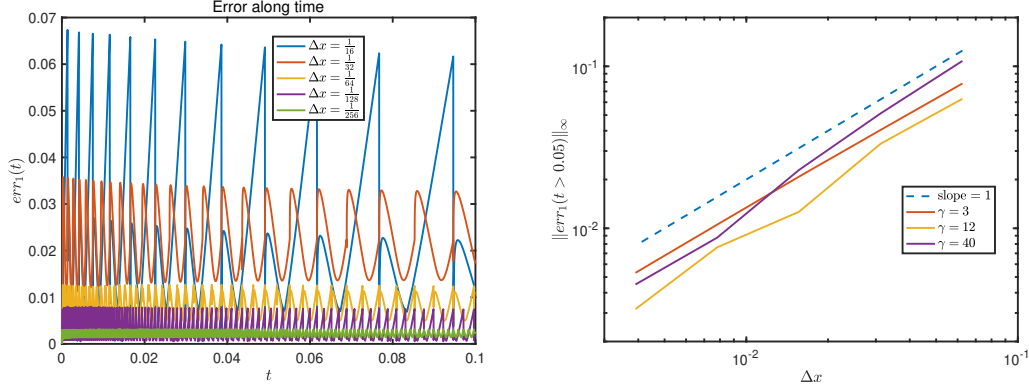 Error along time
0.07
0.06
0.05
0.04
0.03
0.02
0.01
0
err₁(t)
0
0.02
0.04
0.06
0.08
0.1
t
Δx = 1/16
Δx = 1/32
Δx = 1/64
Δx = 1/128
Δx = 1/256
10⁻¹
10⁻²
‖err₁(t > 0.05)‖∞
10⁻²
10⁻¹
Δx
slope = 1
γ = 3
γ = 12
γ = 40